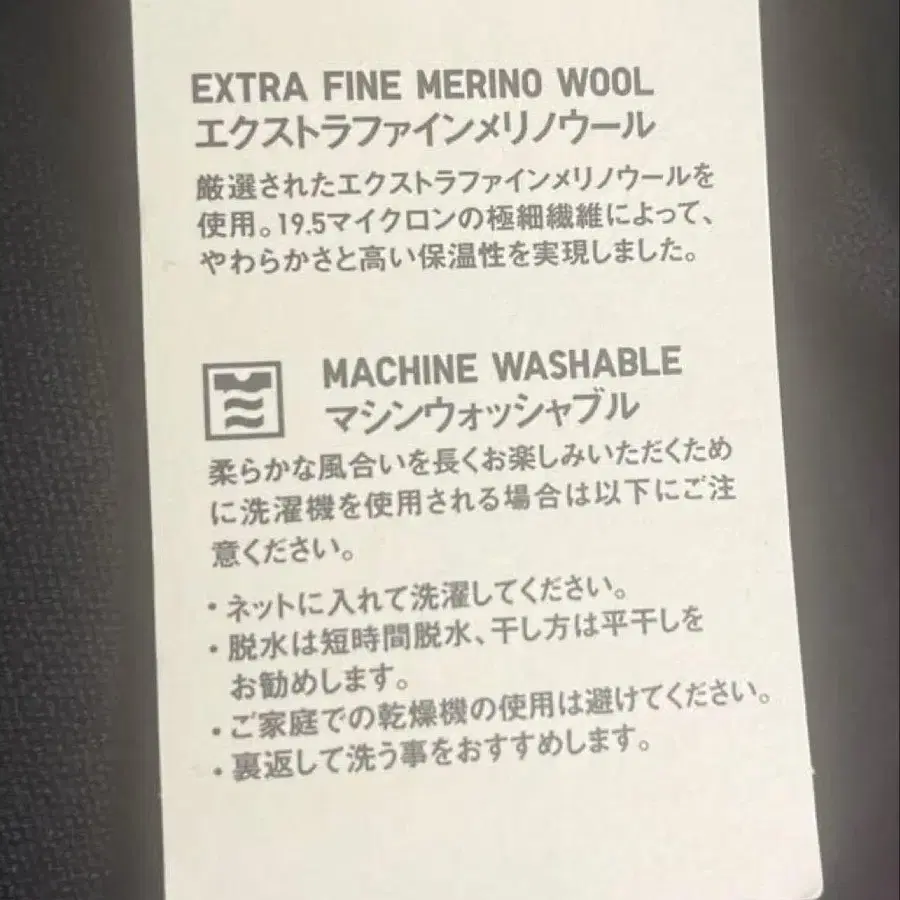 EXTRA FINE MERINO WOOL
エクストラファインメリノウール
厳選されたエクストラファインメリノウールを
使用。19.5マイクロンの極細繊維によって、
やわらかさと高い保温性を実現しました。
MACHINE WASHABLE
マシンウォッシャブル
柔らかな風合いを長くお楽しみいただくため
に洗濯機を使用される場合は以下にご注
意ください。
・ネットに入れて洗濯してください。
・脱水は短時間脱水、干し方は平干しを
お勧めします。
・ご家庭での乾燥機の使用は避けてください。
・裏返して洗う事をおすすめします。